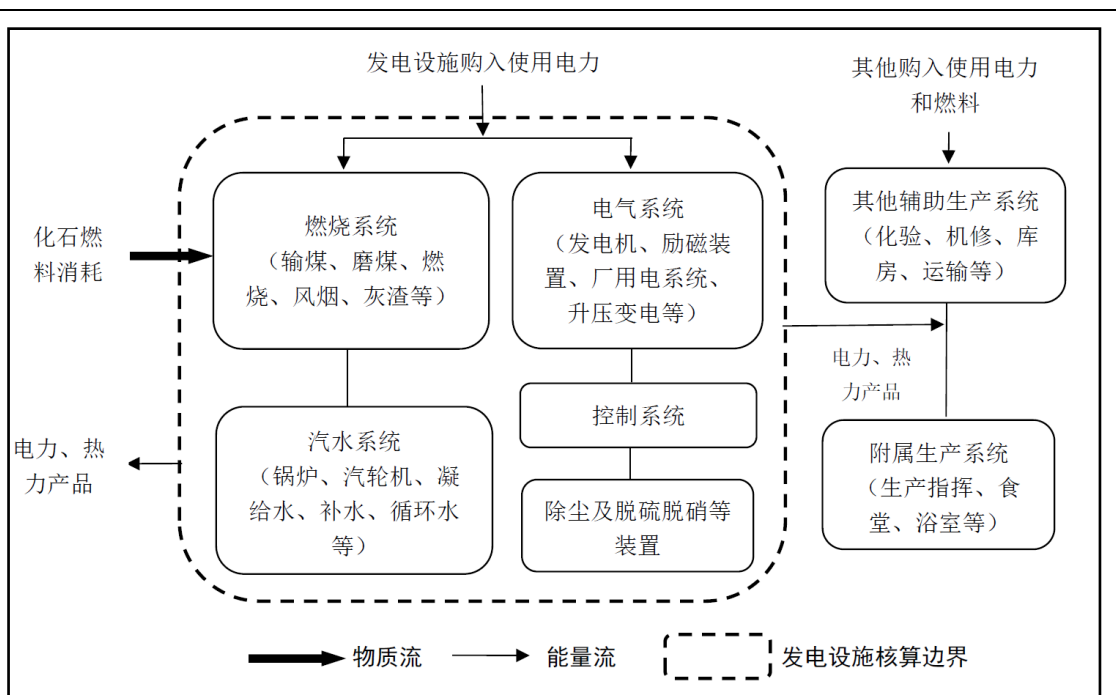 发电设施购入使用电力
其他购入使用电力
和燃料
化石燃
料消耗
燃烧系统
（输煤、磨煤、燃
烧、风烟、灰渣等）
电气系统
（发电机、励磁装
置、厂用电系统、
升压变电等）
其他辅助生产系统
（化验、机修、库
房、运输等）
电力、热
力产品
控制系统
电力、热
力产品
汽水系统
（锅炉、汽轮机、凝
给水、补水、循环水
等）
除尘及脱硫脱硝等
装置
附属生产系统
（生产指挥、食
堂、浴室等）
物质流
能量流
发电设施核算边界